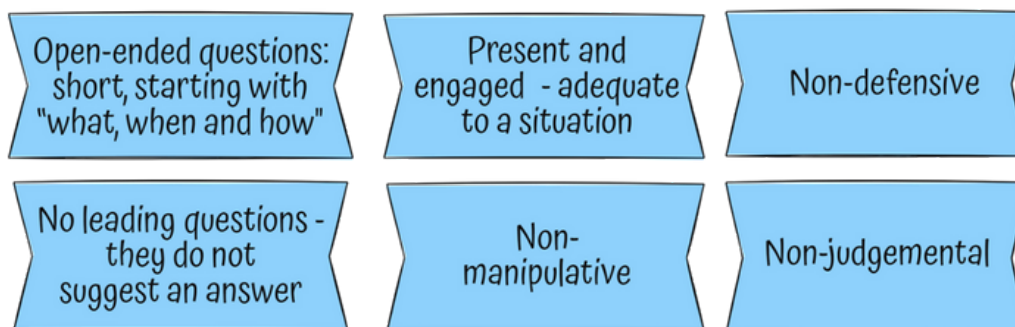 Open-ended questions:
short, starting with
"what, when and how"
Present and
engaged - adequate
to a situation
Non-defensive
No leading questions -
they do not
suggest an answer
Non-
manipulative
Non-judgemental